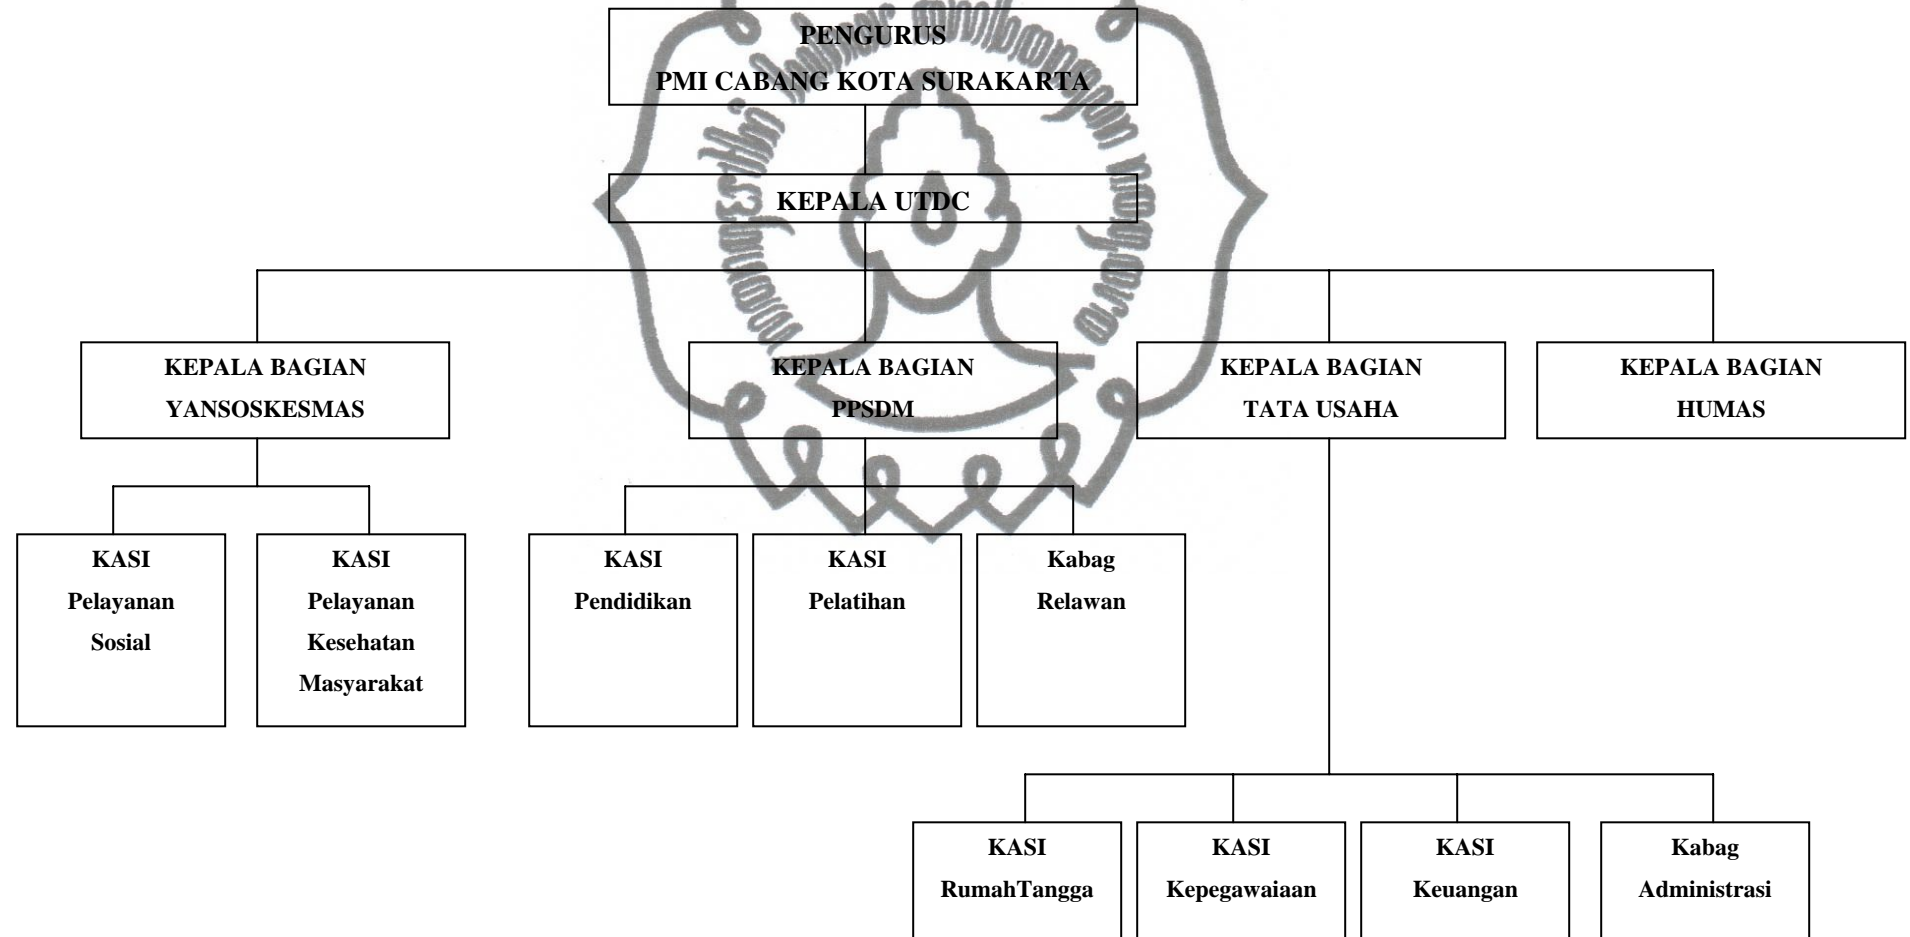 PENGURUS
PMI CABANG KOTA SURAKARTA
KEPALA UTDC
KEPALA BAGIAN
YANSOSKESMAS
KEPALA BAGIAN
PPSDM
KEPALA BAGIAN
TATA USAHA
KEPALA BAGIAN
HUMAS
KASI
Pelayanan
Sosial
KASI
Pelayanan
Kesehatan
Masyarakat
KASI
Pendidikan
KASI
Pelatihan
Kabag
Relawan
KASI
RumahTangga
KASI
Kepegawaiaan
KASI
Keuangan
Kabag
Administrasi